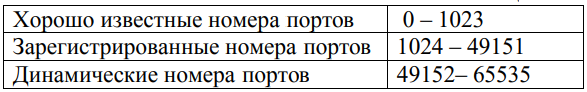 Хорошо известные номера портов 0 – 1023
Зарегистрированные номера портов 1024 – 49151
Динамические номера портов 49152– 65535